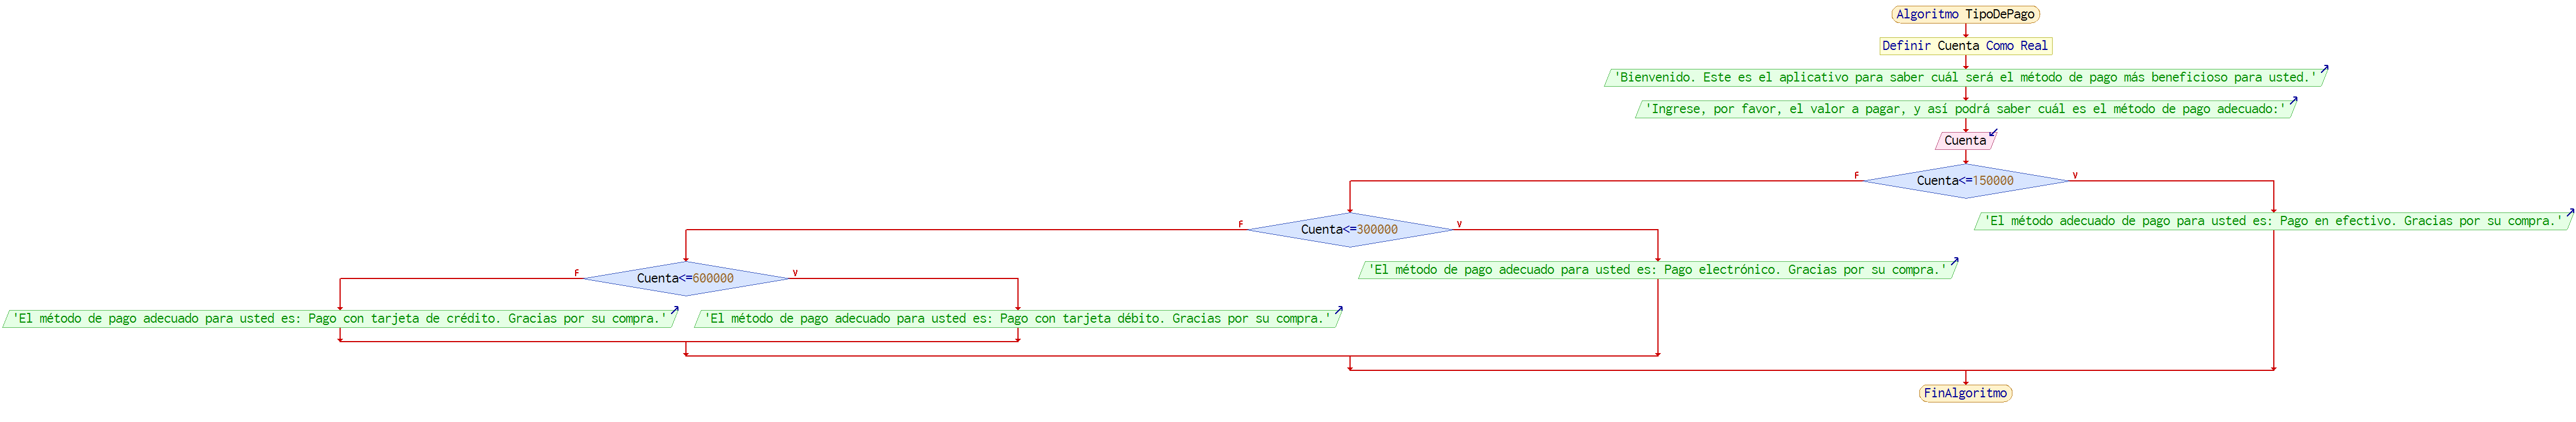 Algoritmo TipoDePago
Definir Cuenta Como Real
'Bienvenido. Este es el aplicativo para saber cuál será el método de pago más beneficioso para usted.'
'Ingrese, por favor, el valor a pagar, y así podrá saber cuál es el método de pago adecuado:'
Cuenta
F
Cuenta<=150000
V
F
Cuenta<=300000
V
'El método adecuado de pago para usted es: Pago en efectivo. Gracias por su compra.'
F
Cuenta<=600000
V
'El método de pago adecuado para usted es: Pago electrónico. Gracias por su compra.'
'El método de pago adecuado para usted es: Pago con tarjeta de crédito. Gracias por su compra.'
'El método de pago adecuado para usted es: Pago con tarjeta débito. Gracias por su compra.'
FinAlgoritmo